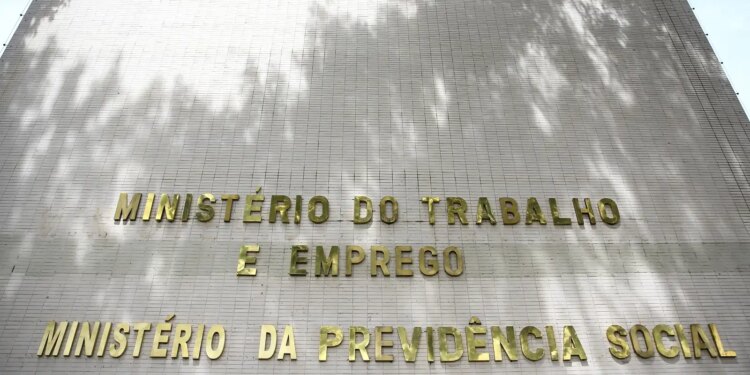 MINISTÉRIO DO TRABALHO
E EMPREGO
MINISTÉRIO DA PREVIDÊNCIA SOCIAL